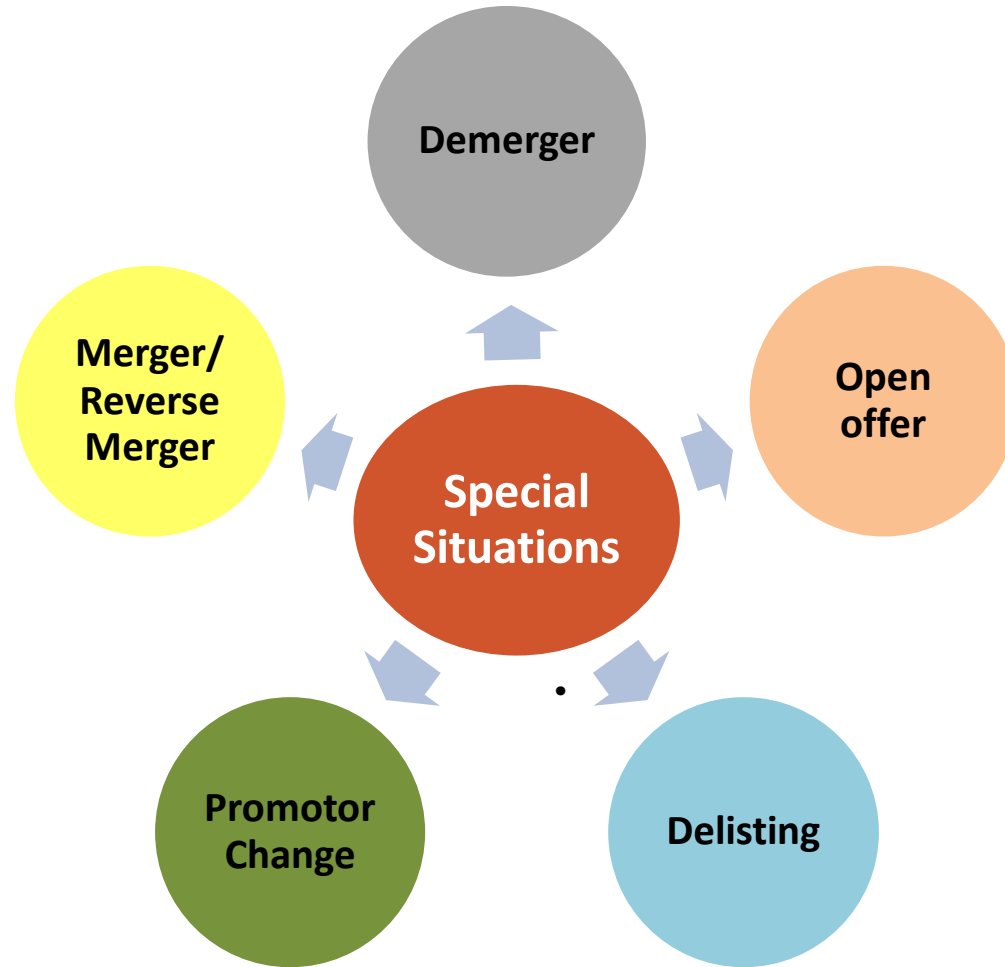 Demerger
Merger/
Reverse
Merger
Open
offer
Special
Situations
Promotor
Change
Delisting